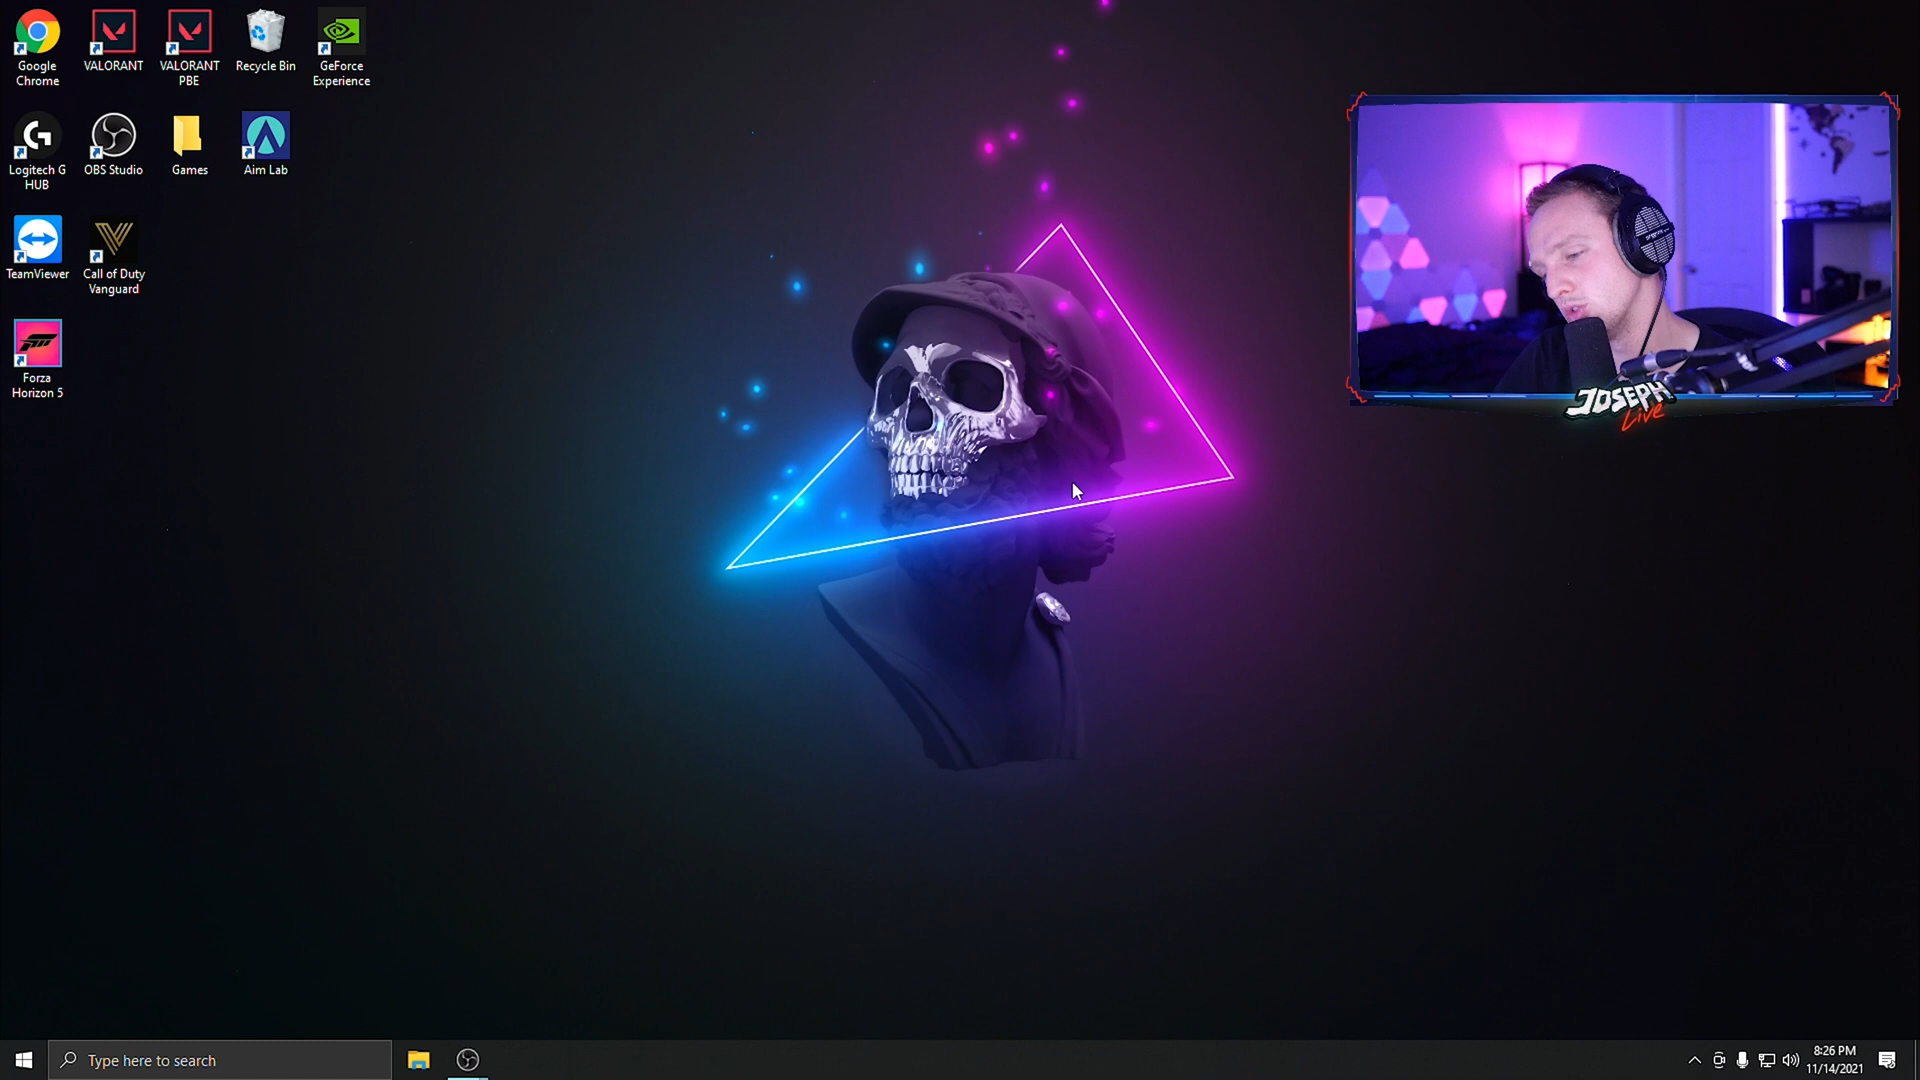 Google
Chrome
VALORANT
VALORANT
PBE
Recycle Bin
GeForce
Experience
Logitech G
HUB
OBS Studio
Games
Aim Lab
TeamViewer
Call of Duty
Vanguard
Forza
Horizon 5
JOSEPH
Live
Type here to search
8:26 PM
11/14/2021